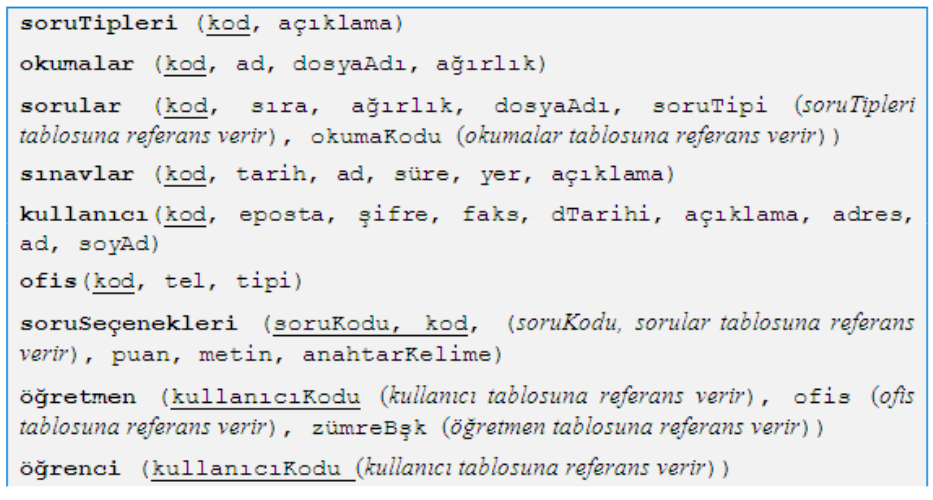 soruTipleri (kod, açıklama)
okumalar (kod, ad, dosyaAdı, ağırlık)
sorular (kod, sıra, ağırlık, dosyaAdı, soruTipi (soruTipleri
tablosuna referans verir), okumaKodu (okumalar tablosuna referans verir))
sınavlar (kod, tarih, ad, süre, yer, açıklama)
kullanıcı(kod, eposta, şifre, faks, dTarihi, açıklama, adres,
ad, soyAd)
ofis(kod, tel, tipi)
soruSeçenekleri (soruKodu, kod, (soruKodu, sorular tablosuna referans
verir), puan, metin, anahtarKelime)
öğretmen (kullanıcıKodu (kullanıcı tablosuna referans verir), ofis (ofis
tablosuna referans verir), zümreBşk (öğretmen tablosuna referans verir))
öğrenci (kullanıcıKodu (kullanıcı tablosuna referans verir))